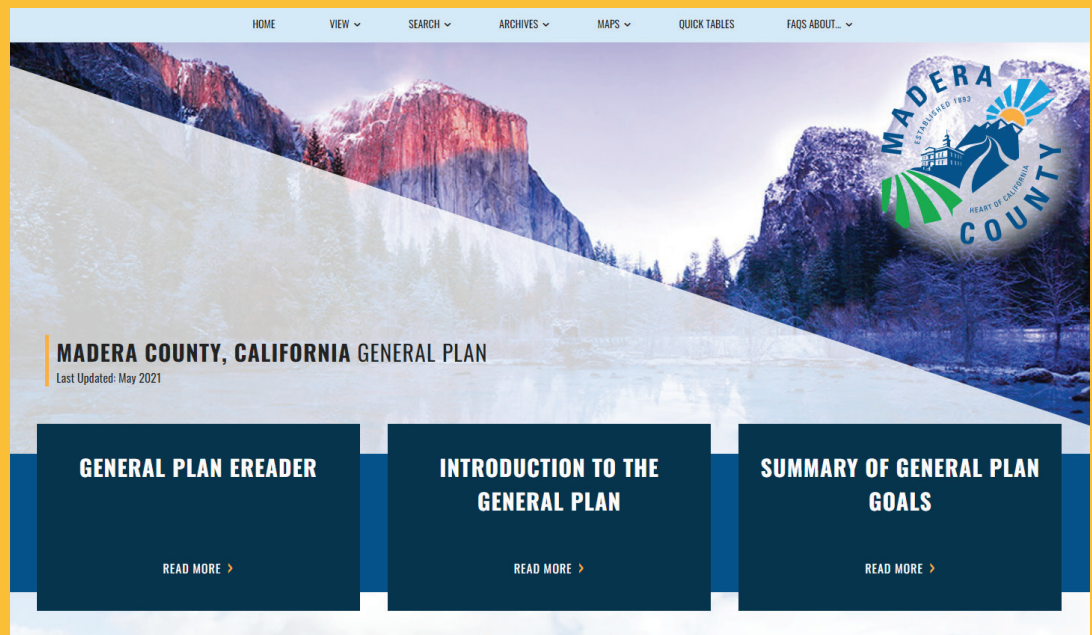 HOME VIEW SEARCH ARCHIVES MAPS QUICK TABLES FAQS ABOUT...
MADERA
ESTABLISHED 1893
HEART OF CALIFORNIA
COUNTY
MADERA COUNTY, CALIFORNIA GENERAL PLAN
Last Updated: May 2021
GENERAL PLAN EREADER
READ MORE >
INTRODUCTION TO THE
GENERAL PLAN
READ MORE >
SUMMARY OF GENERAL PLAN
GOALS
READ MORE >